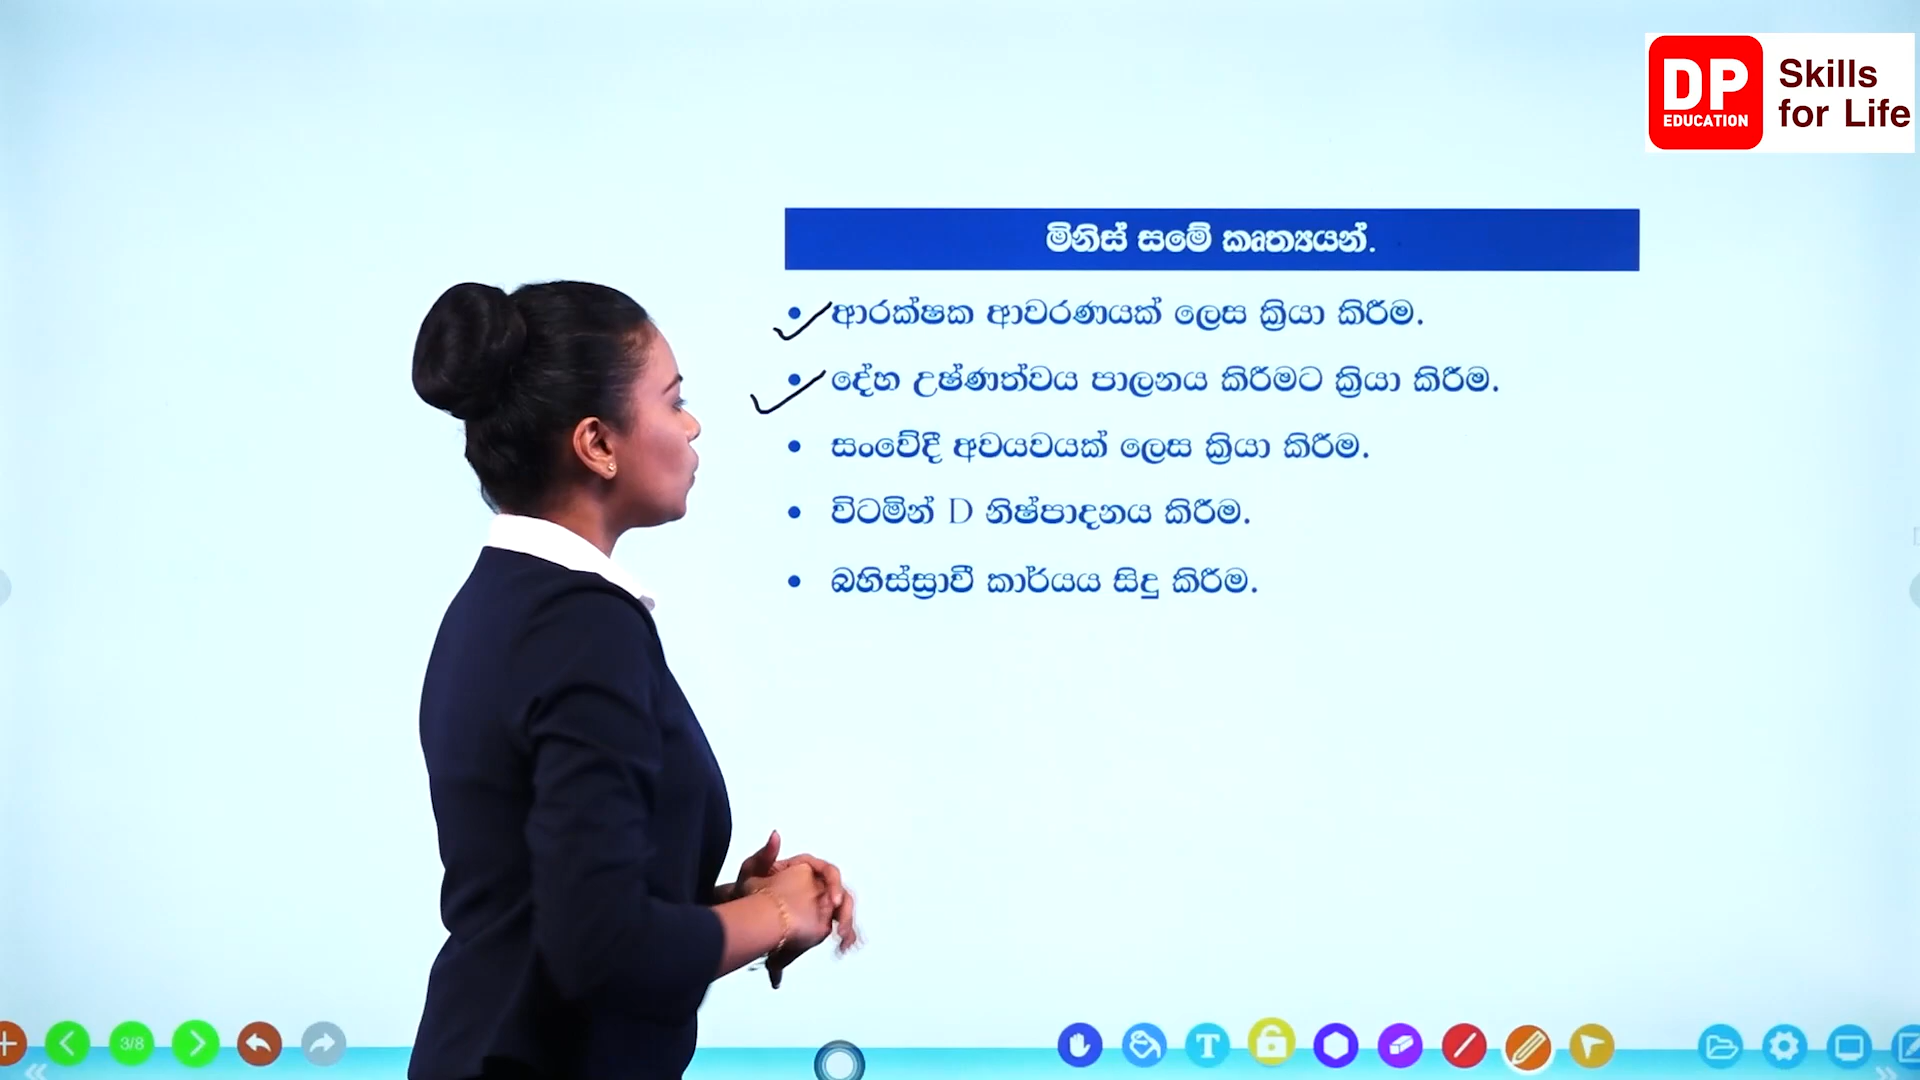 DP
EDUCATION
Skills
for Life
මිනිස් සමේ කෘත්‍යයන්.
• ආරක්ෂක ආවරණයක් ලෙස ක්‍රියා කිරීම.
• දේහ උෂ්ණත්වය පාලනය කිරීමට ක්‍රියා කිරීම.
• සංවේදී අවයවයක් ලෙස ක්‍රියා කිරීම.
• විටමින් D නිෂ්පාදනය කිරීම.
• බහිස්ස්‍රාවී කාර්යය සිදු කිරීම.
3/8
T